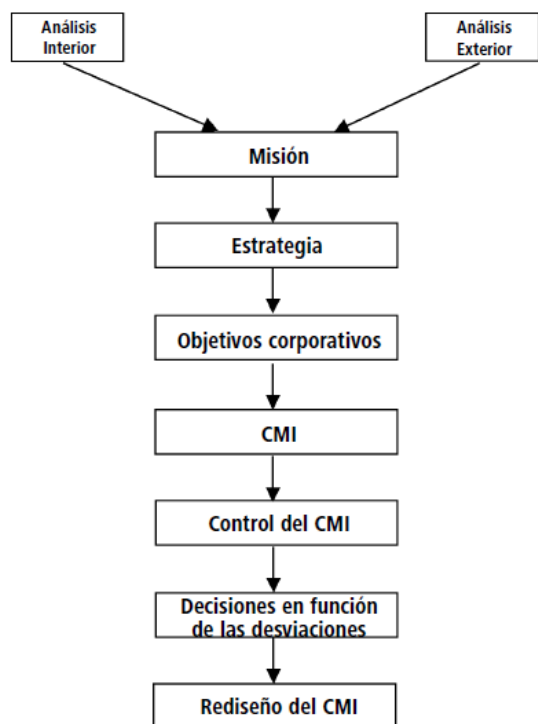 Análisis
Interior
Análisis
Exterior
Misión
Estrategia
Objetivos corporativos
CMI
Control del CMI
Decisiones en función
de las desviaciones
Rediseño del CMI